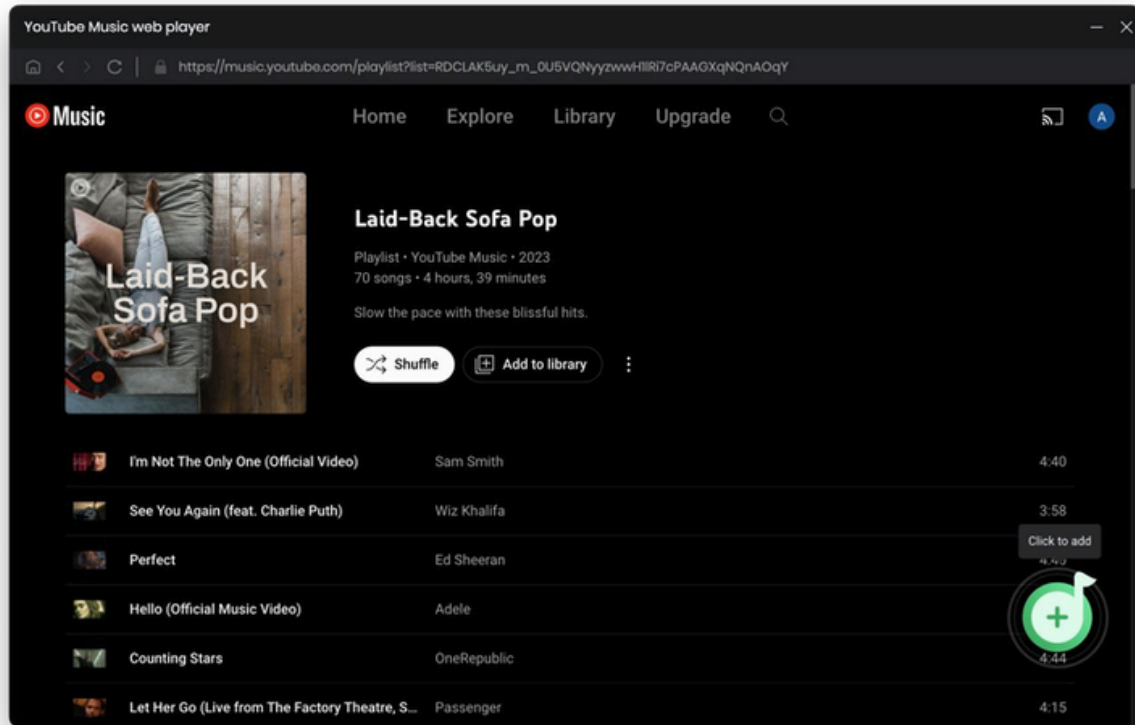 YouTube Music web player
https://music.youtube.com/playlist?list=RDCLAK5uy_m_0U5VQNyyzwwH1lRi7cPAAGXqNQnAOqY
Music Home Explore Library Upgrade A
Laid-Back
Sofa Pop
Laid-Back Sofa Pop
Playlist • YouTube Music • 2023
70 songs • 4 hours, 39 minutes
Slow the pace with these blissful hits.
Shuffle Add to library
I'm Not The Only One (Official Video) Sam Smith 4:40
See You Again (feat. Charlie Puth) Wiz Khalifa 3:58
Click to add
Perfect Ed Sheeran
Hello (Official Music Video) Adele
Counting Stars OneRepublic 4:44
Let Her Go (Live from The Factory Theatre, S... Passenger 4:15